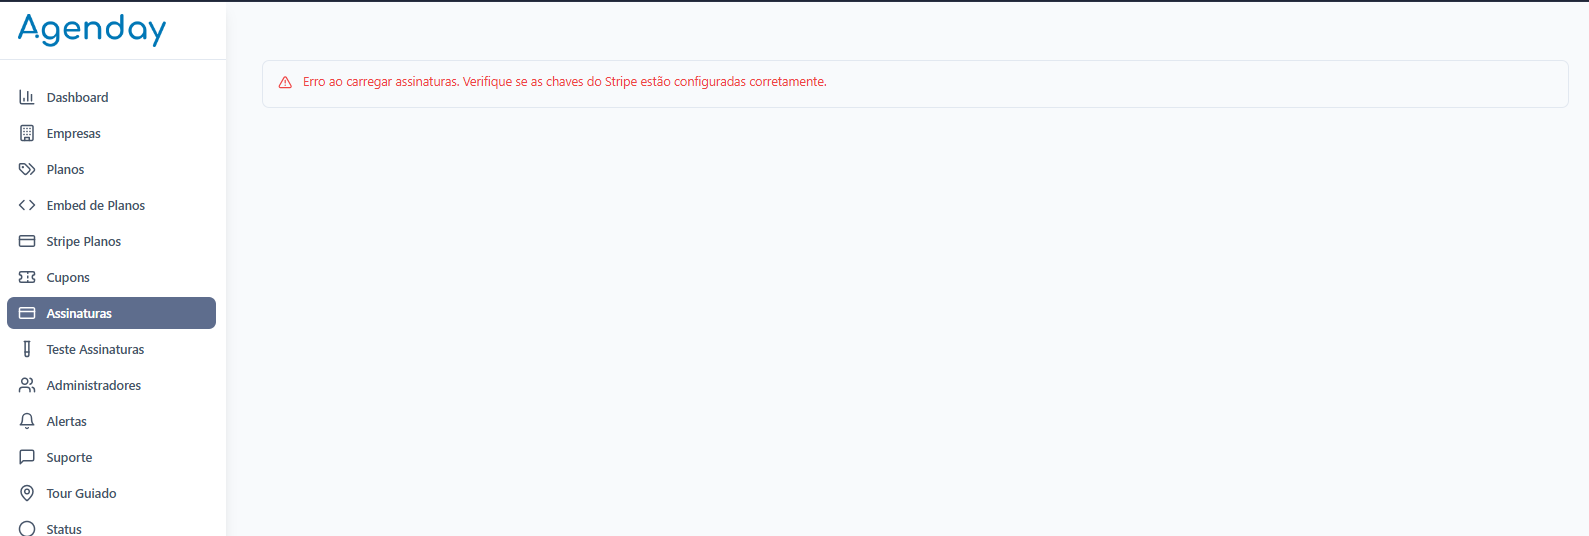 Agenday
Erro ao carregar assinaturas. Verifique se as chaves do Stripe estão configuradas corretamente.
Dashboard
Empresas
Planos
Embed de Planos
Stripe Planos
Cupons
Assinaturas
Teste Assinaturas
Administradores
Alertas
Suporte
Tour Guiado
Status